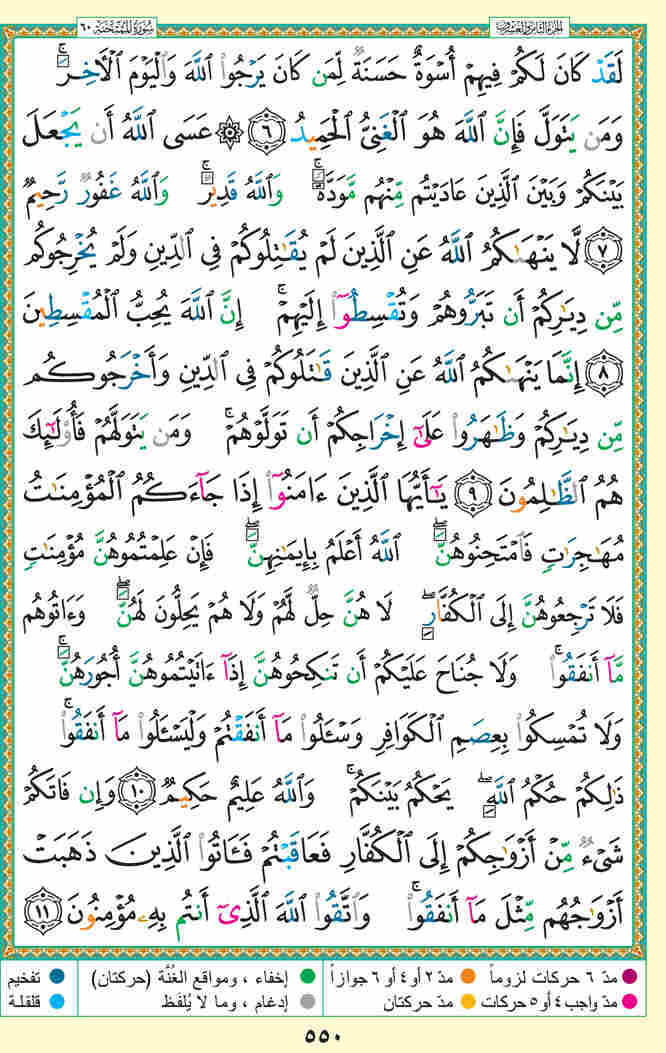 الجزء الثامن والعشرون
سورة الممتحنة ٦٠
لَقَدْ كَانَ لَكُمْ فِيهِمْ أُسْوَةٌ حَسَنَةٌ لِّمَن كَانَ يَرْجُوا۟ ٱللَّهَ وَٱلْيَوْمَ ٱلْـَٔاخِرَ ۚ
وَمَن يَتَوَلَّ فَإِنَّ ٱللَّهَ هُوَ ٱلْغَنِىُّ ٱلْحَمِيدُ ٦ ۞ عَسَى ٱللَّهُ أَن يَجْعَلَ
بَيْنَكُمْ وَبَيْنَ ٱلَّذِينَ عَادَيْتُم مِّنْهُم مَّوَدَّةً ۚ وَٱللَّهُ قَدِيرٌ ۚ وَٱللَّهُ غَفُورٌ رَّحِيمٌ
٧ لَّا يَنْهَىٰكُمُ ٱللَّهُ عَنِ ٱلَّذِينَ لَمْ يُقَـٰتِلُوكُمْ فِى ٱلدِّينِ وَلَمْ يُخْرِجُوكُم
مِّن دِيَـٰرِكُمْ أَن تَبَرُّوهُمْ وَتُقْسِطُوٓا۟ إِلَيْهِمْ ۚ إِنَّ ٱللَّهَ يُحِبُّ ٱلْمُقْسِطِينَ
٨ إِنَّمَا يَنْهَىٰكُمُ ٱللَّهُ عَنِ ٱلَّذِينَ قَـٰتَلُوكُمْ فِى ٱلدِّينِ وَأَخْرَجُوكُم
مِّن دِيَـٰرِكُمْ وَظَـٰهَرُوا۟ عَلَىٰٓ إِخْرَاجِكُمْ أَن تَوَلَّوْهُمْ ۚ وَمَن يَتَوَلَّهُمْ فَأُو۟لَـٰٓئِكَ
هُمُ ٱلظَّـٰلِمُونَ ٩ يَـٰٓأَيُّهَا ٱلَّذِينَ ءَامَنُوٓا۟ إِذَا جَآءَكُمُ ٱلْمُؤْمِنَـٰتُ
مُهَـٰجِرَٰتٍ فَٱمْتَحِنُوهُنَّ ۖ ٱللَّهُ أَعْلَمُ بِإِيمَـٰنِهِنَّ ۖ فَإِنْ عَلِمْتُمُوهُنَّ مُؤْمِنَـٰتٍ
فَلَا تَرْجِعُوهُنَّ إِلَى ٱلْكُفَّارِ ۖ لَا هُنَّ حِلٌّ لَّهُمْ وَلَا هُمْ يَحِلُّونَ لَهُنَّ ۖ وَءَاتُوهُم
مَّآ أَنفَقُوا۟ ۚ وَلَا جُنَاحَ عَلَيْكُمْ أَن تَنكِحُوهُنَّ إِذَآ ءَاتَيْتُمُوهُنَّ أُجُورَهُنَّ ۚ
وَلَا تُمْسِكُوا۟ بِعِصَمِ ٱلْكَوَافِرِ وَسْـَٔلُوا۟ مَآ أَنفَقْتُمْ وَلْيَسْـَٔلُوا۟ مَآ أَنفَقُوا۟ ۚ
ذَٰلِكُمْ حُكْمُ ٱللَّهِ ۖ يَحْكُمُ بَيْنَكُمْ ۚ وَٱللَّهُ عَلِيمٌ حَكِيمٌ ١٠ وَإِن فَاتَكُمْ
شَىْءٌ مِّنْ أَزْوَٰجِكُمْ إِلَى ٱلْكُفَّارِ فَعَاقَبْتُمْ فَـَٔاتُوا۟ ٱلَّذِينَ ذَهَبَتْ
أَزْوَٰجُهُم مِّثْلَ مَآ أَنفَقُوا۟ ۚ وَٱتَّقُوا۟ ٱللَّهَ ٱلَّذِىٓ أَنتُم بِهِۦ مُؤْمِنُونَ ١١
مدّ ٦ حركات لزوماً مدّ ٢ أو ٤ أو ٦ جوازاً إخفاء ، ومواقع الغُنَّة (حركتان) تفخيم
مدّ واجب ٤ أو ٥ حركات مدّ حركتان إدغام ، وما لا يُلفَظ قلقلة
٥٥٠